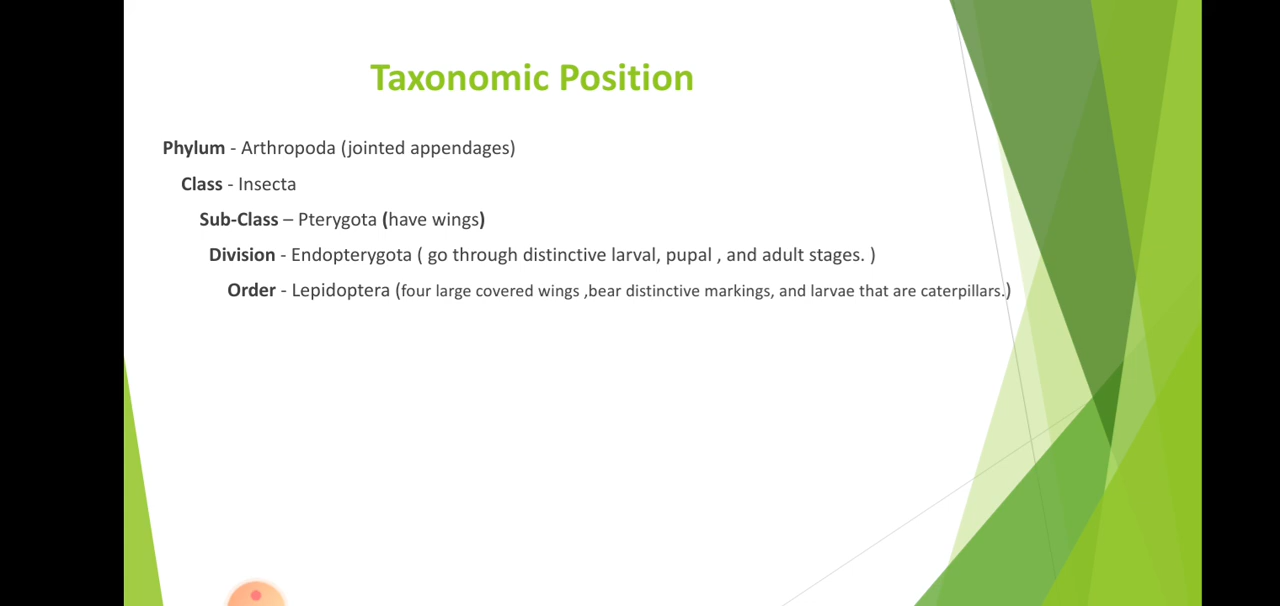 Taxonomic Position
Phylum - Arthropoda (jointed appendages)
Class - Insecta
Sub-Class – Pterygota (have wings)
Division - Endopterygota ( go through distinctive larval, pupal , and adult stages. )
Order - Lepidoptera (four large covered wings ,bear distinctive markings, and larvae that are caterpillars.)